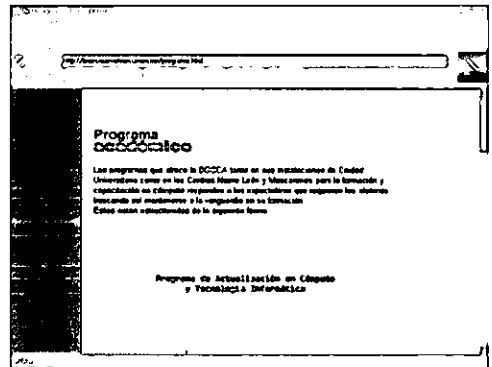 Programa
académico
Los programas que ofrece la DGSCA tanto en sus instalaciones de Ciudad
Universitaria como en los Centros Nuevo León y Mascarones para la formación y
capacitación en cómputo responden a las expectativas que los alumnos
buscando así mantenerse a la vanguardia en su formación
Estos están estructurados de la siguiente forma
Programa de Actualización en Cómputo
y Tecnología Informática